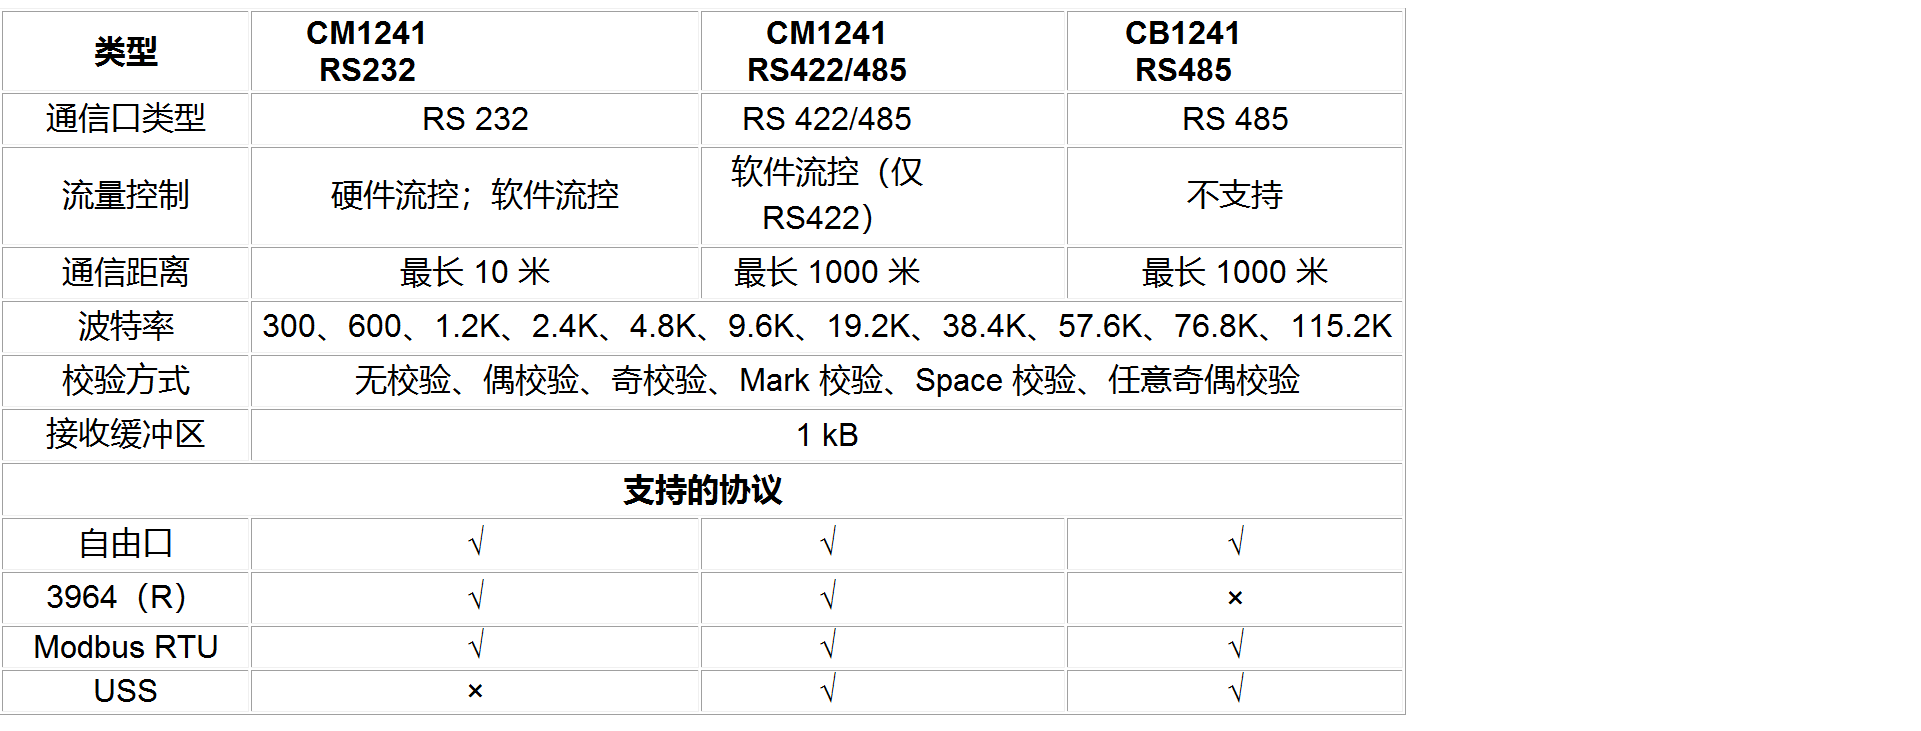 类型 CM1241 RS232 CM1241 RS422/485 CB1241 RS485
通信口类型 RS 232 RS 422/485 RS 485
流量控制 硬件流控；软件流控 软件流控（仅 RS422） 不支持
通信距离 最长 10 米 最长 1000 米 最长 1000 米
波特率 300、600、1.2K、2.4K、4.8K、9.6K、19.2K、38.4K、57.6K、76.8K、115.2K
校验方式 无校验、偶校验、奇校验、Mark 校验、Space 校验、任意奇偶校验
接收缓冲区 1 kB
支持的协议
自由口 √ √ √
3964（R） √ √ ×
Modbus RTU √ √ √
USS × √ √